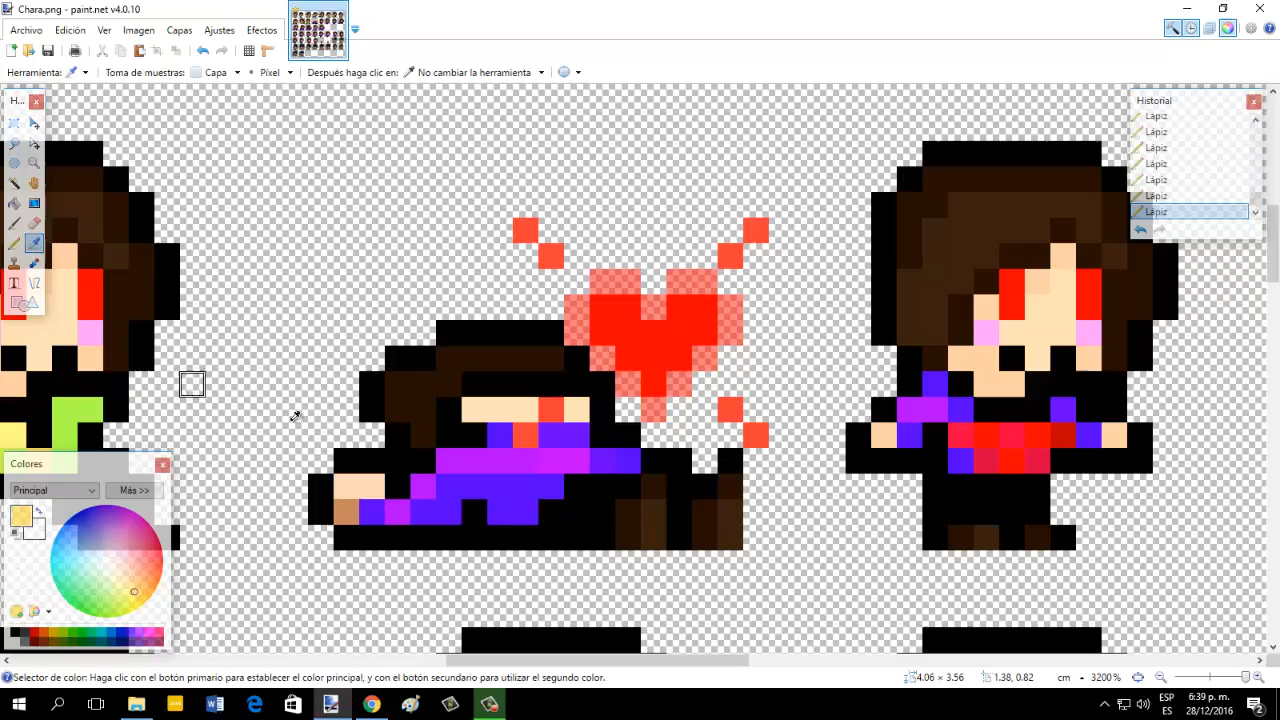 Chara.png - paint.net v4.0.10
Archivo Edición Ver Imagen Capas Ajustes Efectos
Herramienta: Toma de muestras: Capa Píxel Después haga clic en: No cambiar la herramienta
H...
Historial
Lápiz
Lápiz
Lápiz
Lápiz
Lápiz
Lápiz
Lápiz
Colores
Principal Más >>
Selector de color: Haga clic con el botón primario para establecer el color principal, y con el botón secundario para utilizar el segundo color.
4.06 × 3.56 1.38, 0.82 cm 3200%
ESP 6:39 p. m.
ES 28/12/2016
2